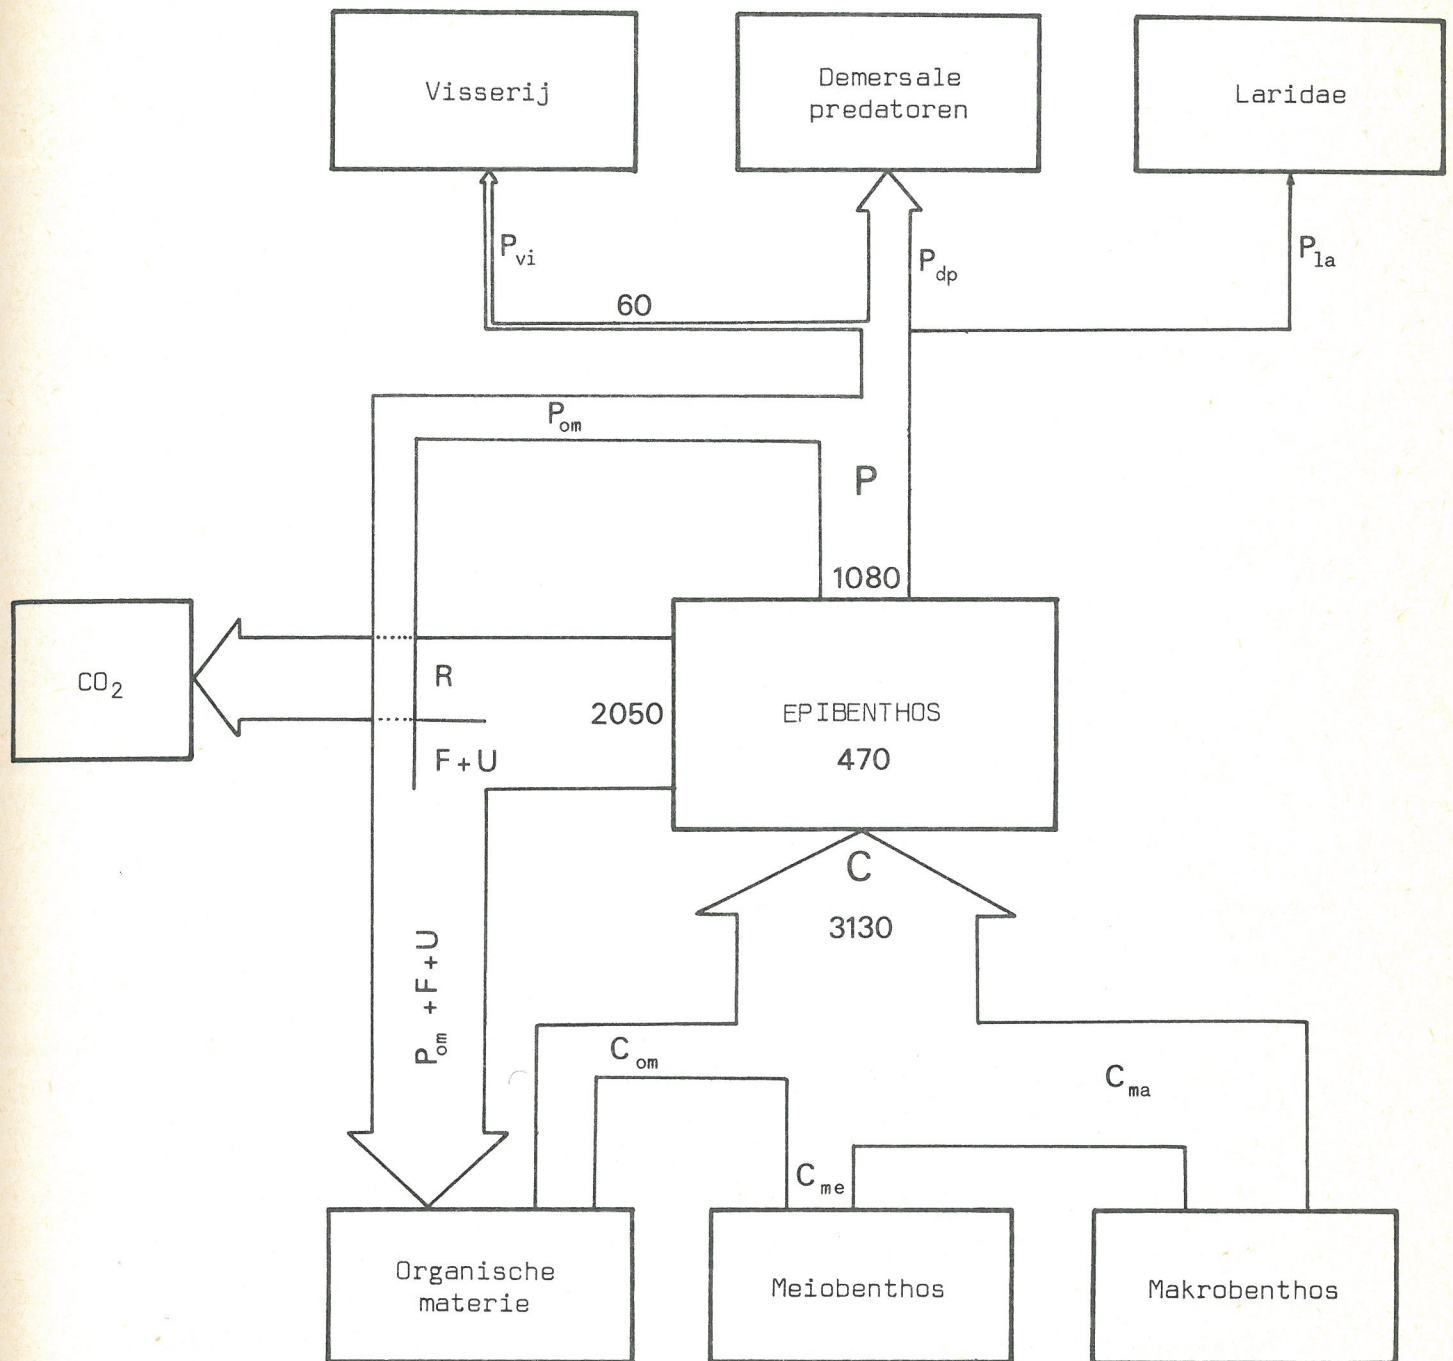 Visserij
Demersale
predatoren
Laridae
P_vi
P_dp
P_la
60
P_om
P
1080
CO₂
R
2050
F+U
EPIBENTHOS
470
C
3130
P_om +F+U
C_om
C_ma
C_me
Organische
materie
Meiobenthos
Makrobenthos